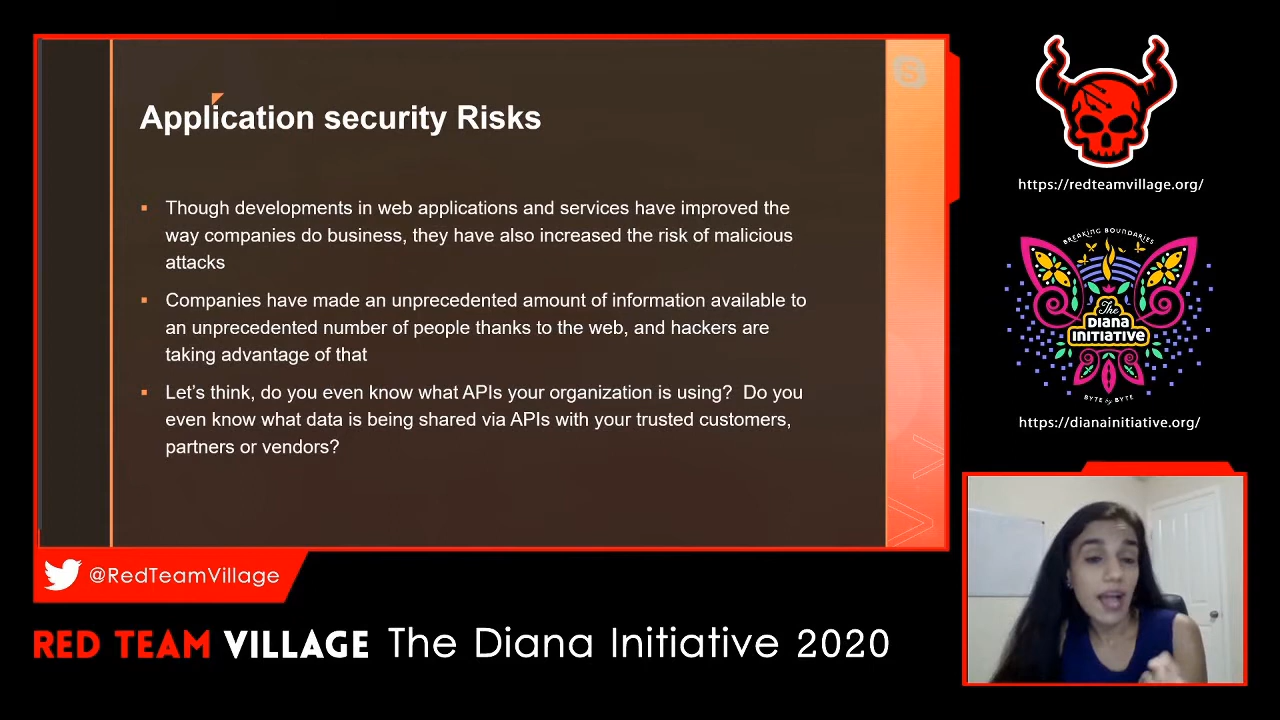 Application security Risks
Though developments in web applications and services have improved the
way companies do business, they have also increased the risk of malicious
attacks
Companies have made an unprecedented amount of information available to
an unprecedented number of people thanks to the web, and hackers are
taking advantage of that
Let's think, do you even know what APIs your organization is using?  Do you
even know what data is being shared via APIs with your trusted customers,
partners or vendors?
https://redteamvillage.org/
BREAKING BOUNDARIES
The
DIANA
INITIATIVE
BYTE by BYTE
https://dianainitiative.org/
@RedTeamVillage
RED TEAM VILLAGE The Diana Initiative 2020